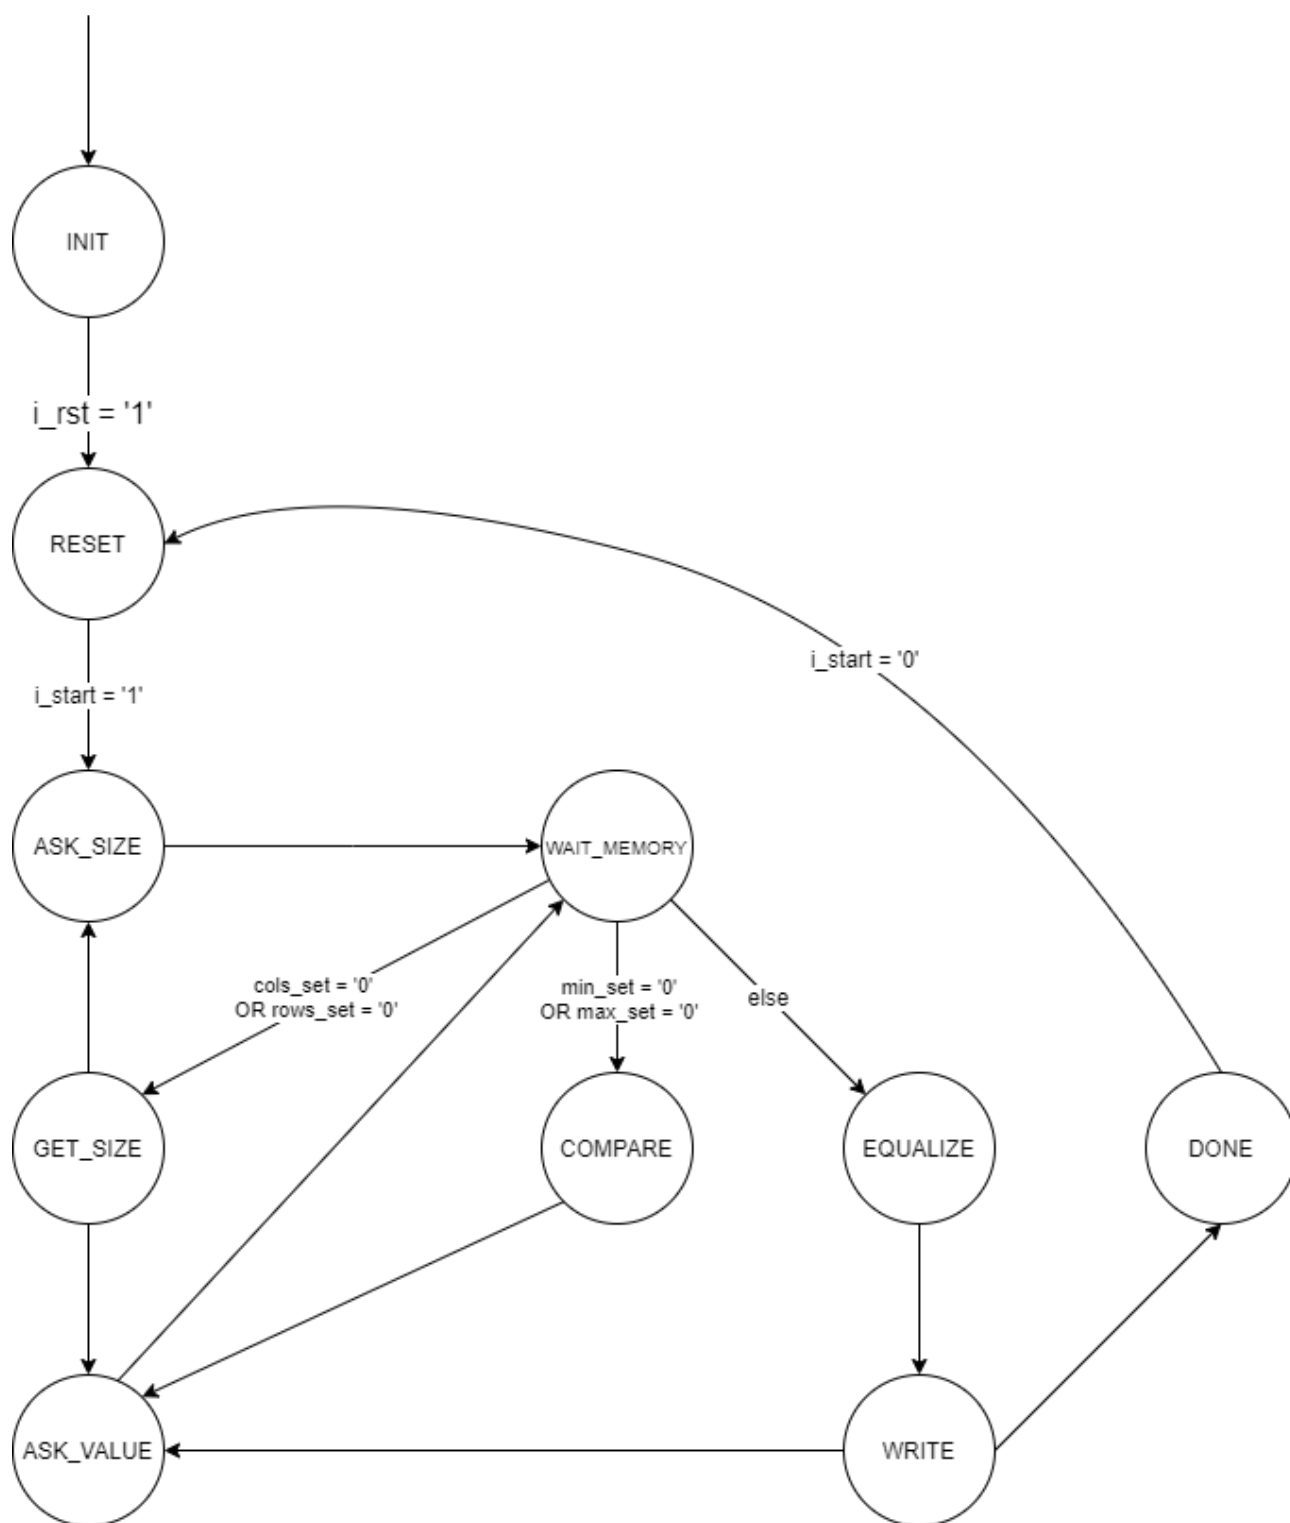 INIT
i_rst = '1'
RESET
i_start = '0'
i_start = '1'
ASK_SIZE
WAIT_MEMORY
cols_set = '0'
OR rows_set = '0'
min_set = '0'
OR max_set = '0'
else
GET_SIZE
COMPARE
EQUALIZE
DONE
ASK_VALUE
WRITE